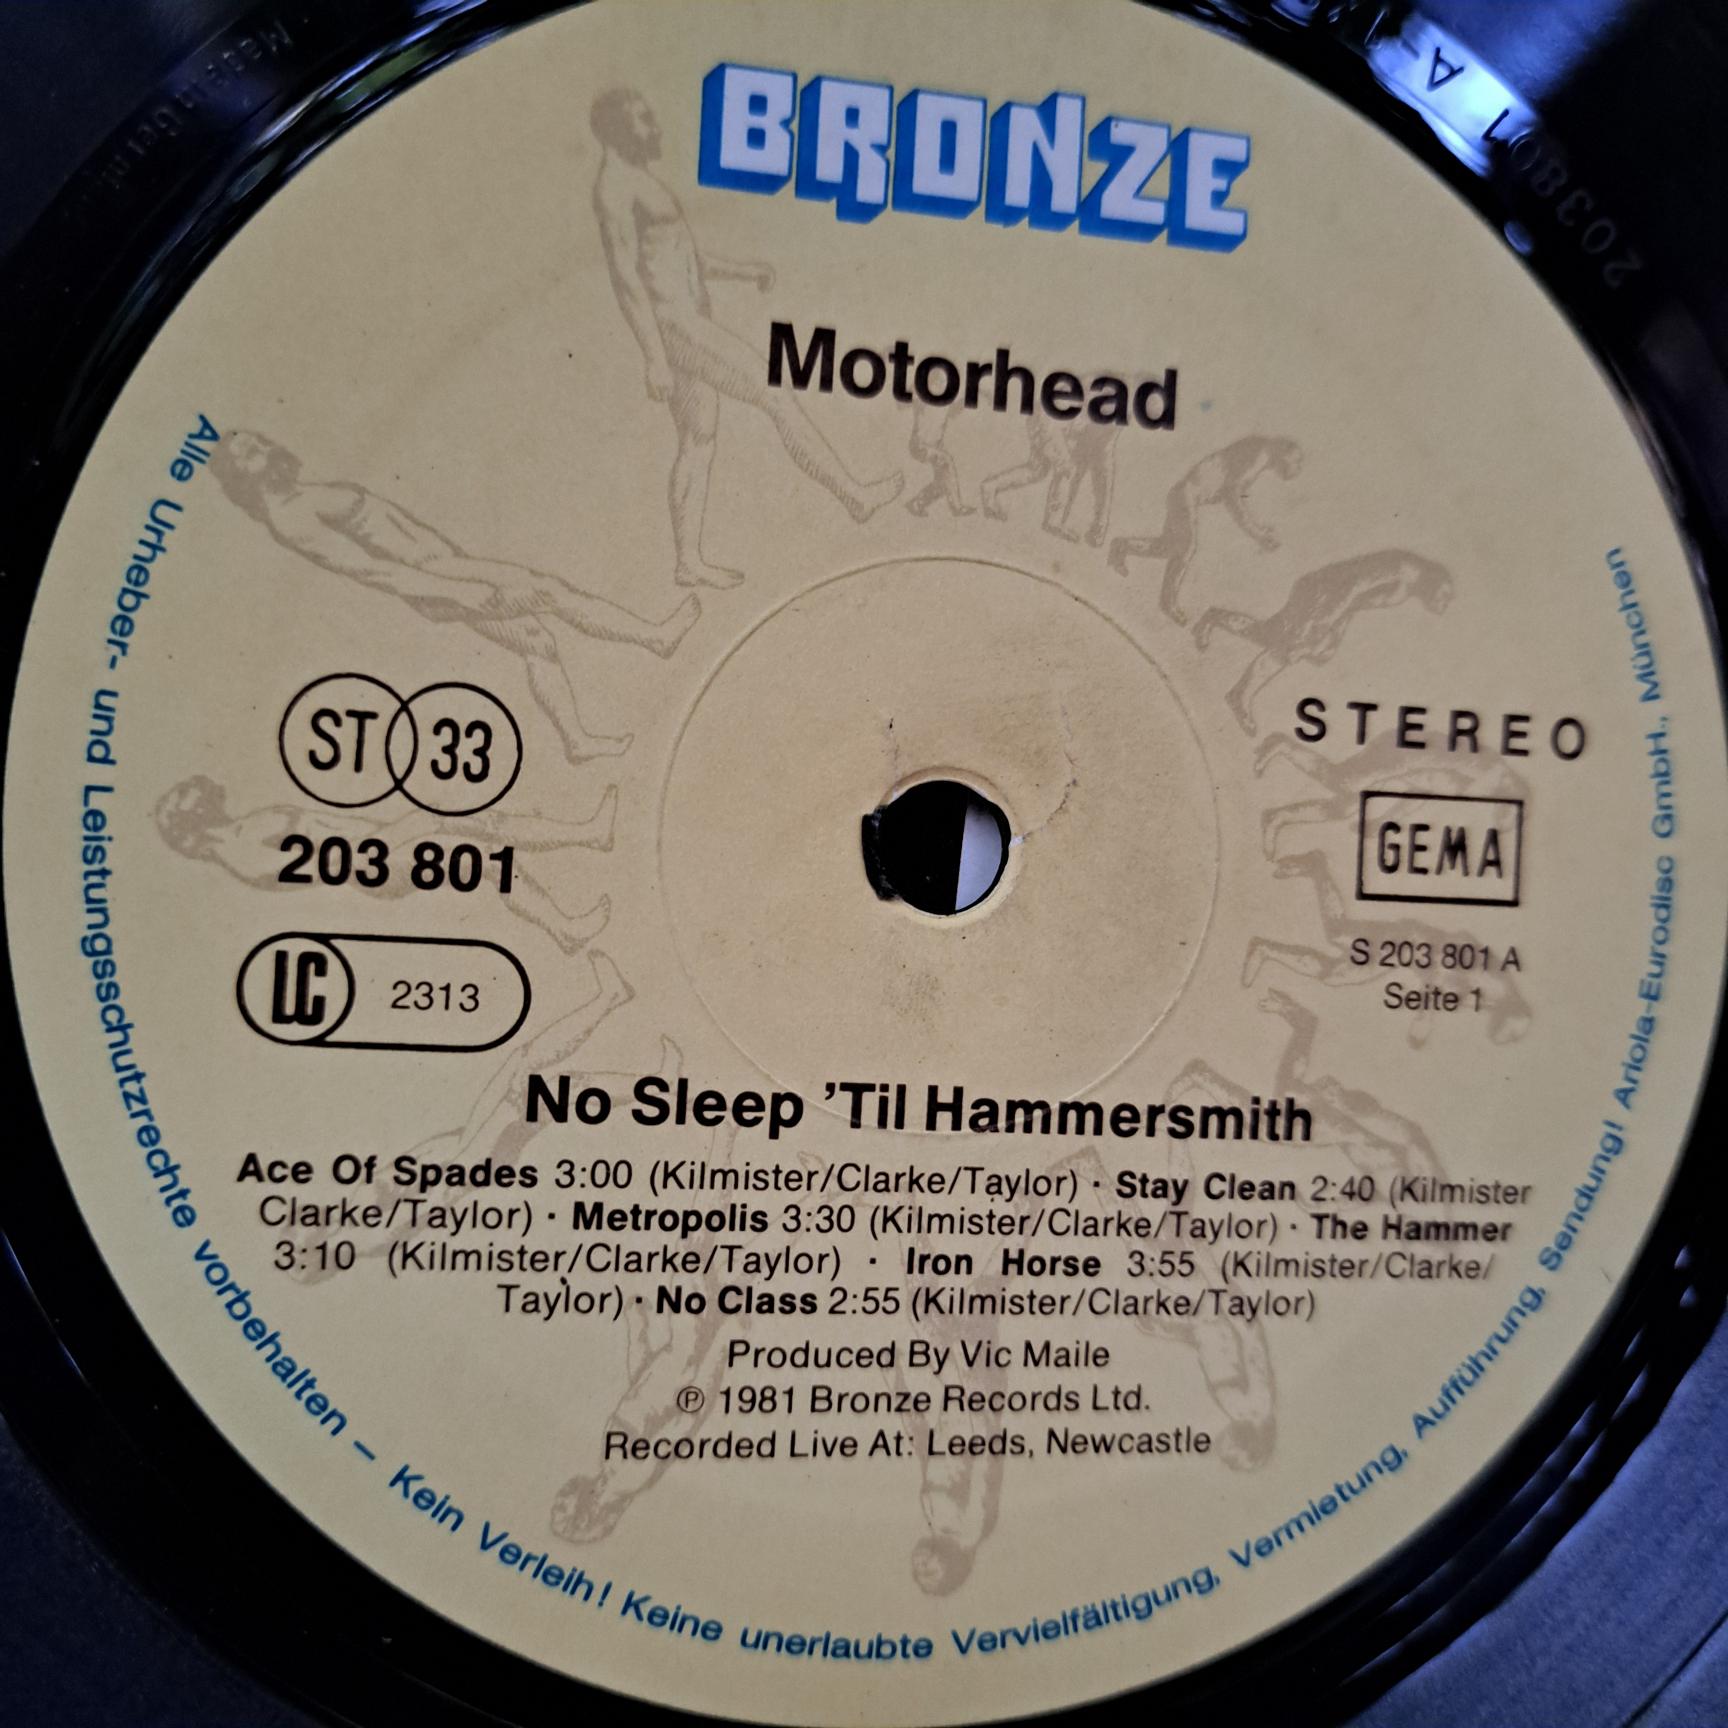 BRONZE
Motorhead
ST 33
203 801
LC 2313
STEREO
GEMA
S 203 801 A
Seite 1
No Sleep 'Til Hammersmith
Ace Of Spades 3:00 (Kilmister/Clarke/Taylor) · Stay Clean 2:40 (Kilmister
Clarke/Taylor) · Metropolis 3:30 (Kilmister/Clarke/Taylor) · The Hammer
3:10 (Kilmister/Clarke/Taylor) · Iron Horse 3:55 (Kilmister/Clarke/
Taylor) · No Class 2:55 (Kilmister/Clarke/Taylor)
Produced By Vic Maile
℗ 1981 Bronze Records Ltd.
Recorded Live At: Leeds, Newcastle
Alle Urheber- und Leistungsschutzrechte vorbehalten – Kein Verleih! Keine unerlaubte Vervielfältigung, Vermietung, Aufführung, Sendung! Ariola-Eurodisc GmbH., München
203801 A
Made in Germany